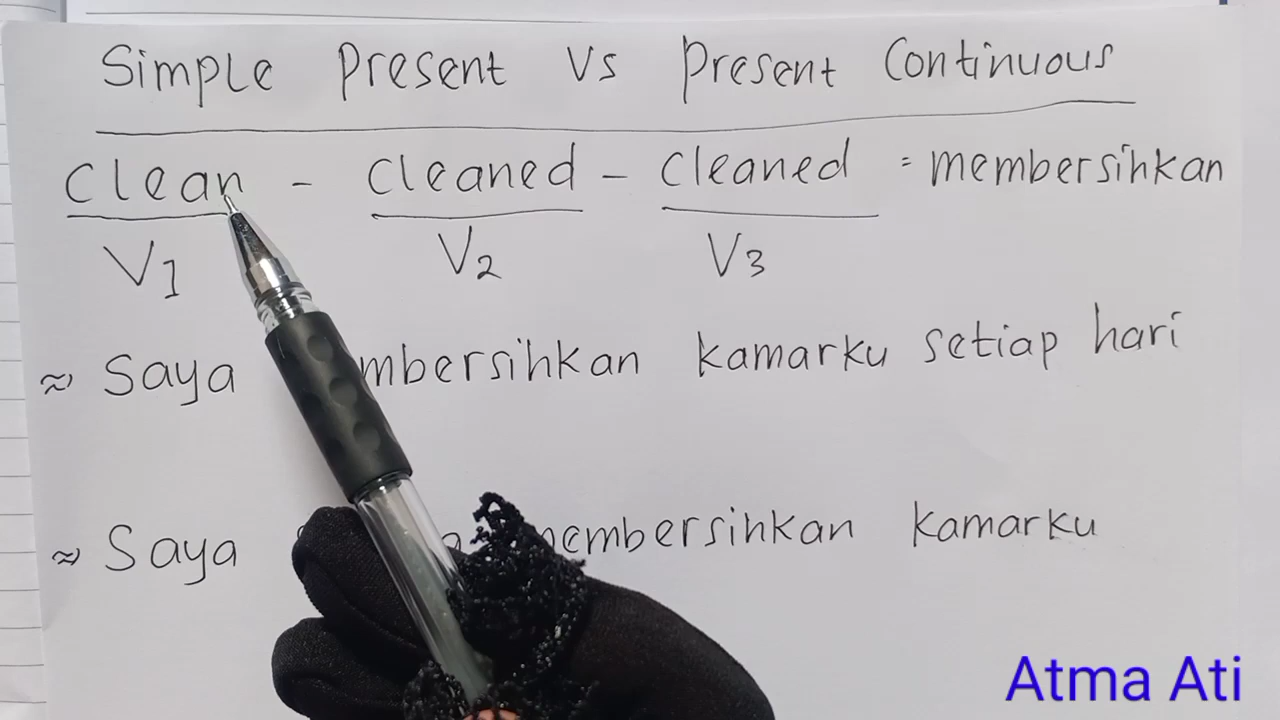 Simple Present Vs Present Continuous
Clean - Cleaned - Cleaned = membersihkan
V1 V2 V3
≈ Saya mbersihkan kamarku setiap hari
≈ Saya membersihkan kamarku
Atma Ati